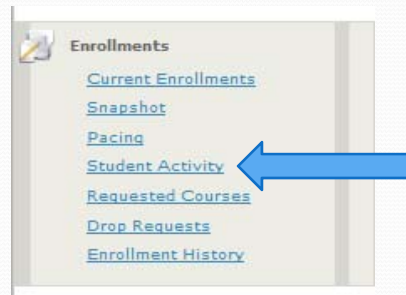 Enrollments
Current Enrollments
Snapshot
Pacing
Student Activity
Requested Courses
Drop Requests
Enrollment History